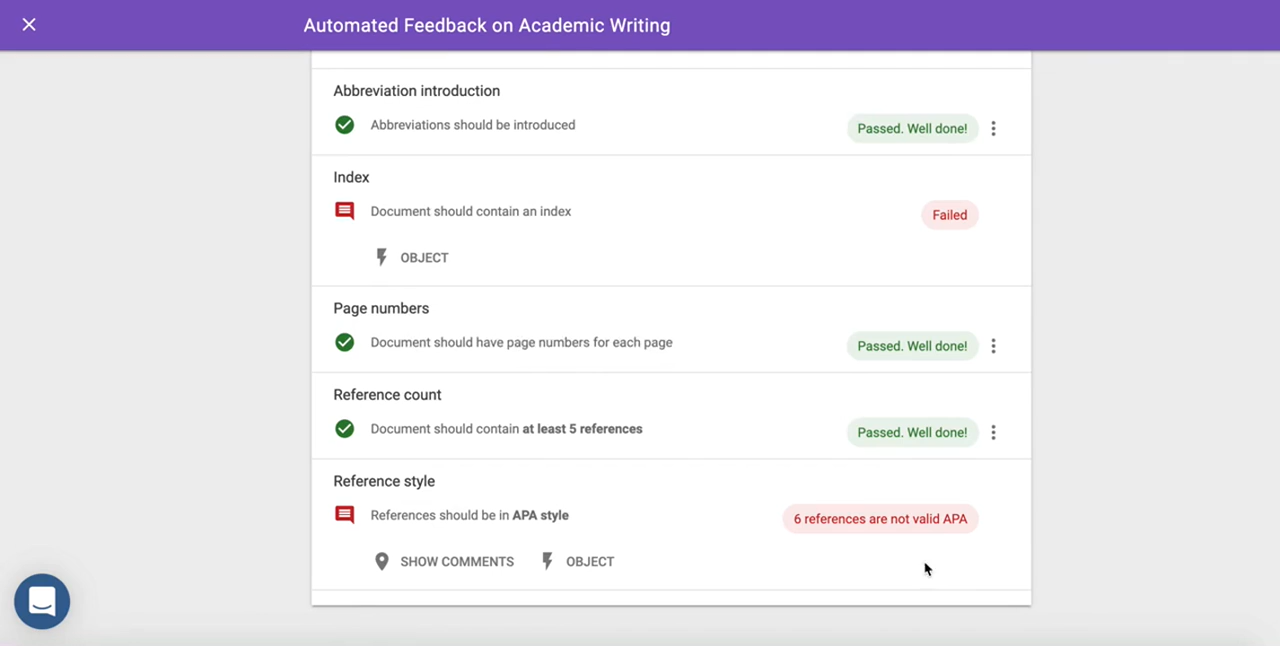 Automated Feedback on Academic Writing
Abbreviation introduction
Abbreviations should be introduced
Passed. Well done!
Index
Document should contain an index
Failed
OBJECT
Page numbers
Document should have page numbers for each page
Passed. Well done!
Reference count
Document should contain at least 5 references
Passed. Well done!
Reference style
References should be in APA style
6 references are not valid APA
SHOW COMMENTS
OBJECT